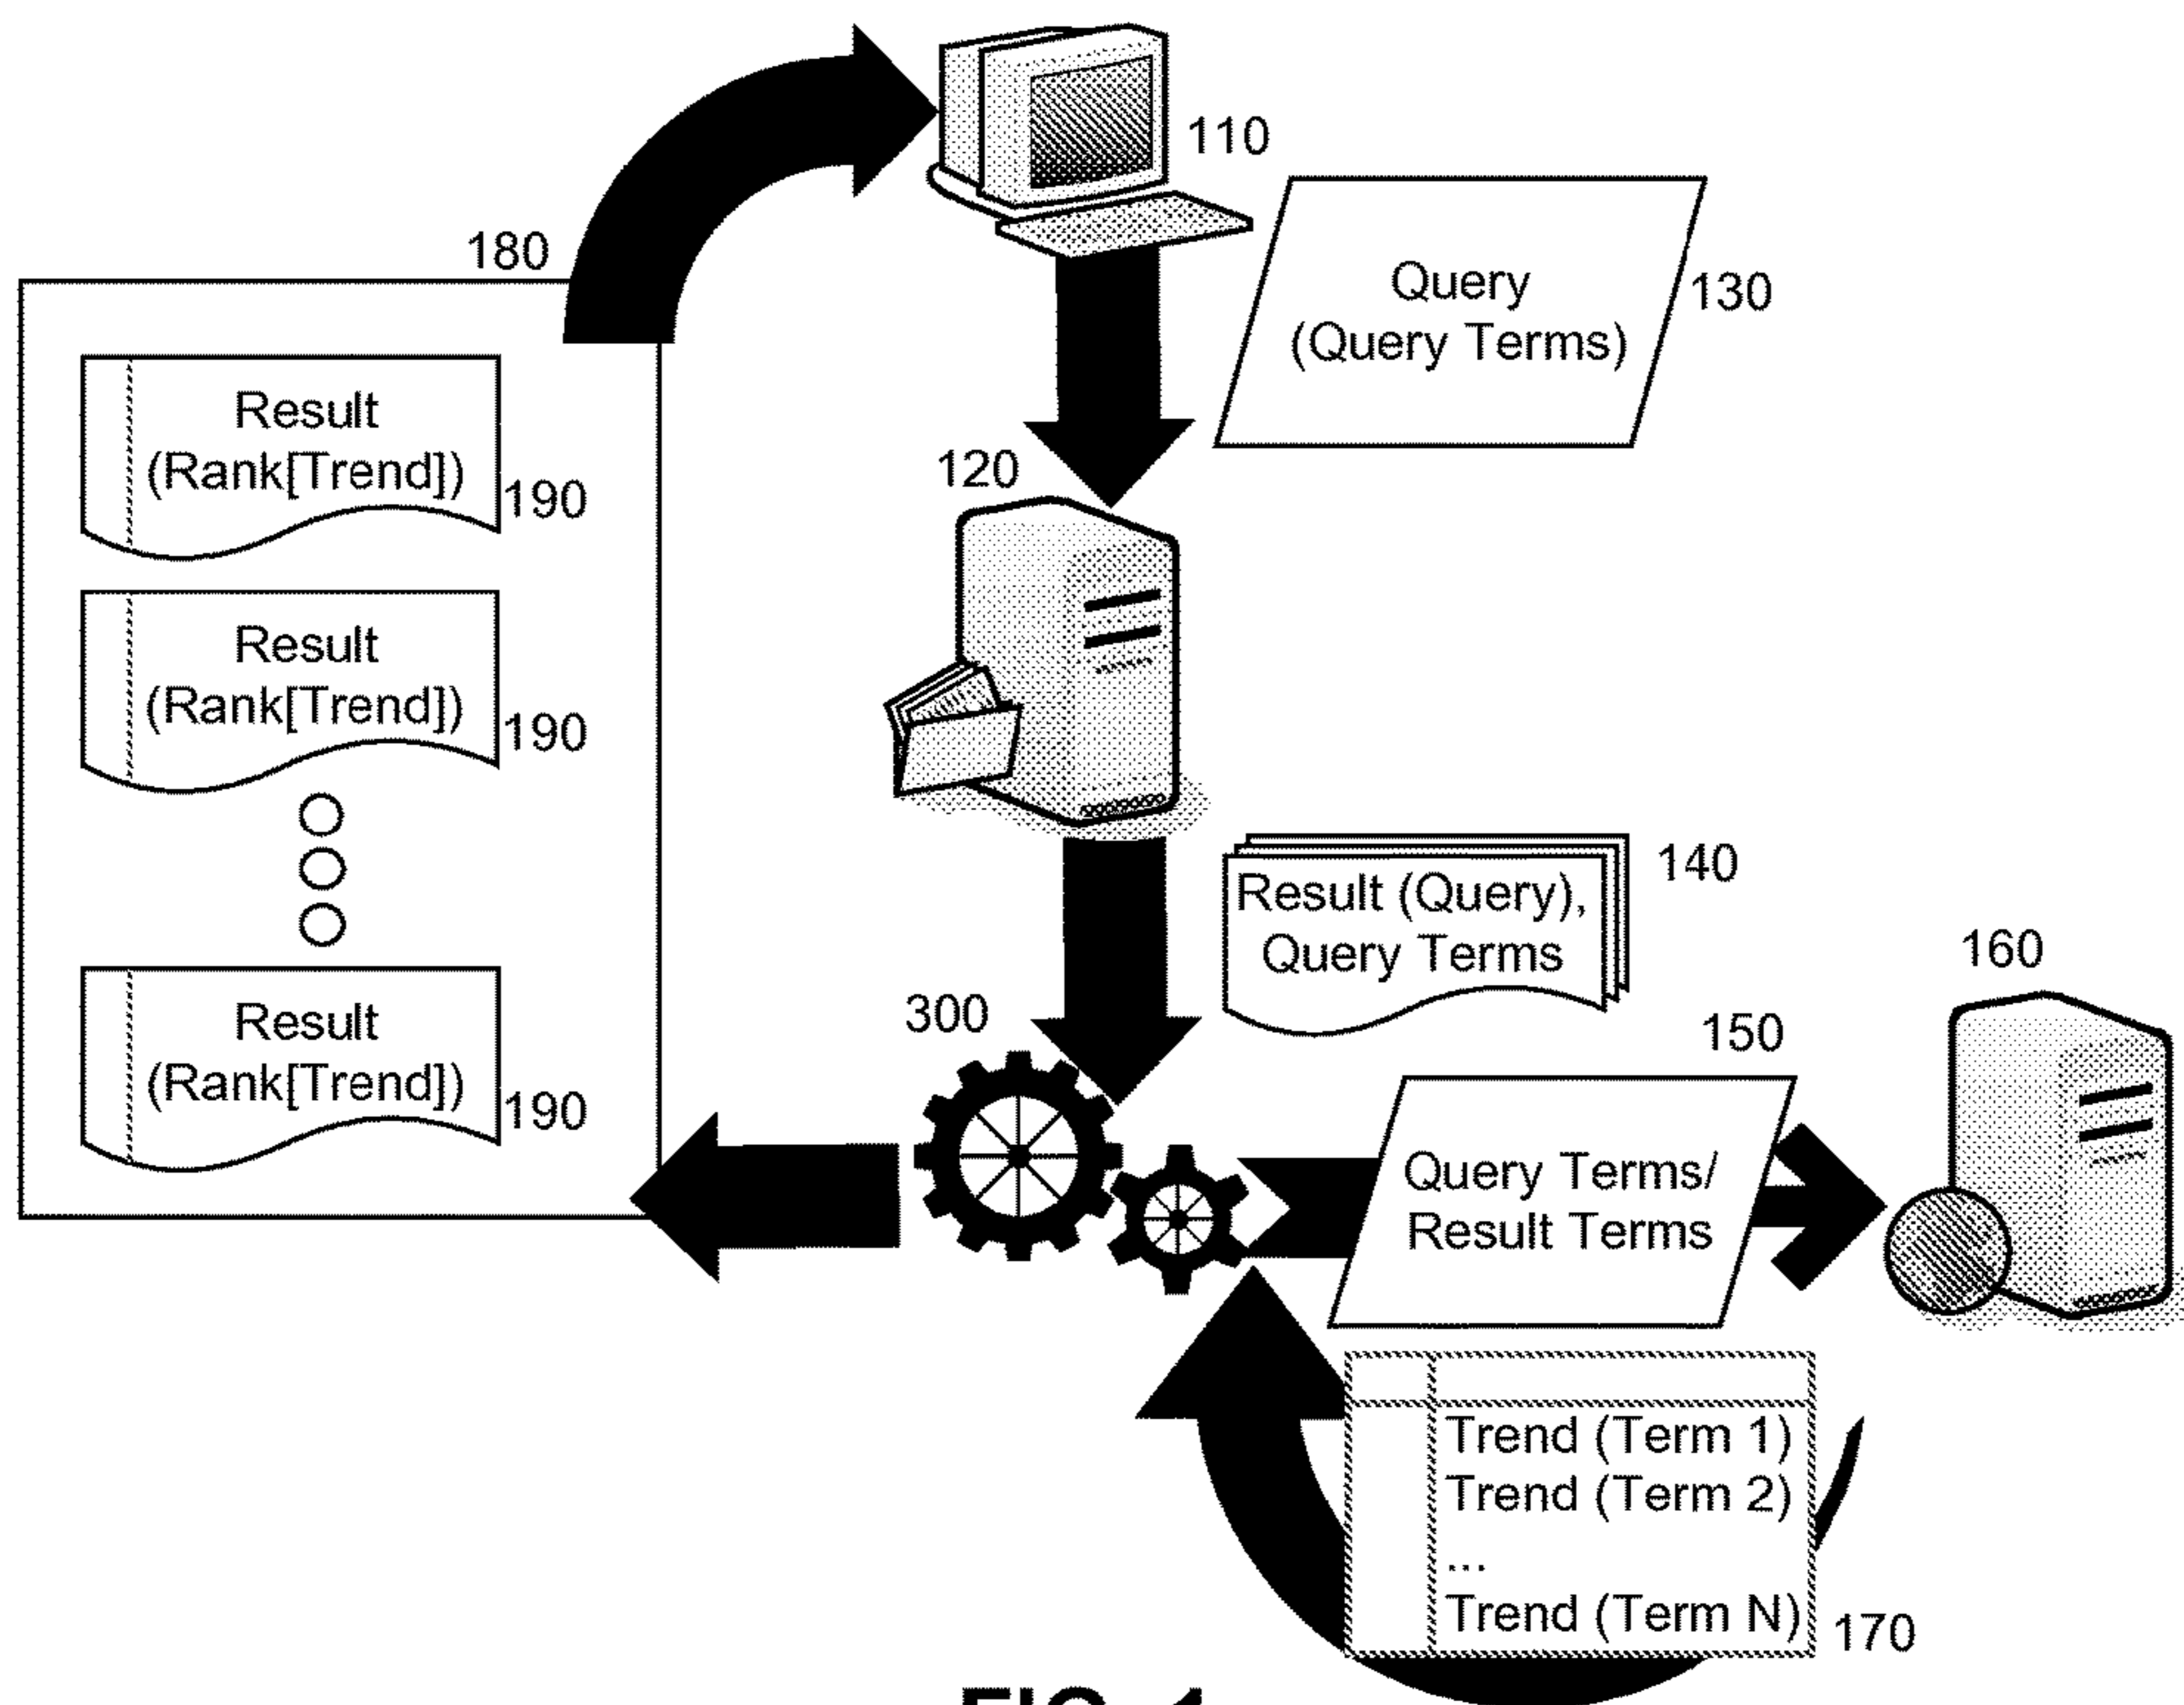 110
180
Query
(Query Terms)
130
Result
(Rank[Trend])
190
120
Result
(Rank[Trend])
190
140
Result (Query),
Query Terms
160
300
150
Result
(Rank[Trend])
190
Query Terms/
Result Terms
Trend (Term 1)
Trend (Term 2)
...
Trend (Term N)
170
FIG. 1